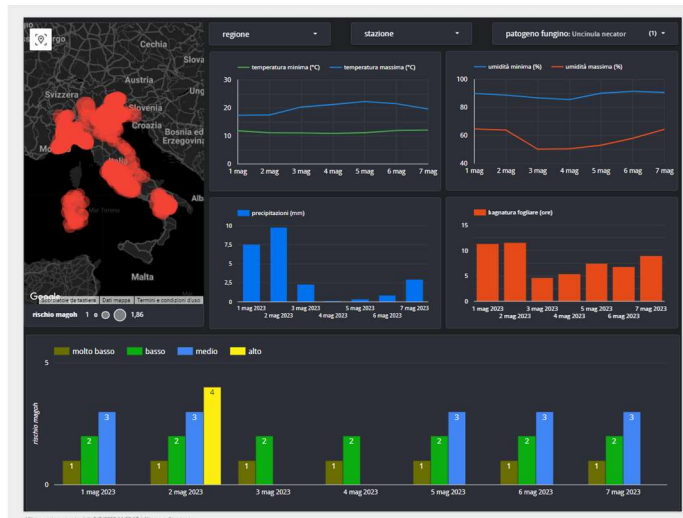 regione
stazione
patogeno fungino: Uncinula necator (1)
Cechia
Slova
Austria
Svizzera
Slovenia
Un
Croazia
Bosnia ed
Erzegovin
Mo
Italia
Alb
Mar Tirreno
Malta
Google
Scorciatoie da tastiera
Dati mappa
Termini e condizioni d'uso
rischio magoh 1 1,86
temperatura minima (°C) temperatura massima (°C)
30
20
10
0
1 mag 2 mag 3 mag 4 mag 5 mag 6 mag 7 mag
umidità minima (%) umidità massima (%)
100
80
60
40
1 mag 2 mag 3 mag 4 mag 5 mag 6 mag 7 mag
precipitazioni (mm)
10
7,5
5
2,5
0
1 mag 2023 3 mag 2023 5 mag 2023 7 mag 2023
2 mag 2023 4 mag 2023 6 mag 2023
bagnatura fogliare (ore)
15
10
5
0
1 mag 2023 3 mag 2023 5 mag 2023 7 mag 2023
2 mag 2023 4 mag 2023 6 mag 2023
molto basso basso medio alto
rischio magoh
5
0
1 2 3
1 2 3 4
1 2
1 2
1 2 3
1 2 3
1 2 3
1 mag 2023 2 mag 2023 3 mag 2023 4 mag 2023 5 mag 2023 6 mag 2023 7 mag 2023